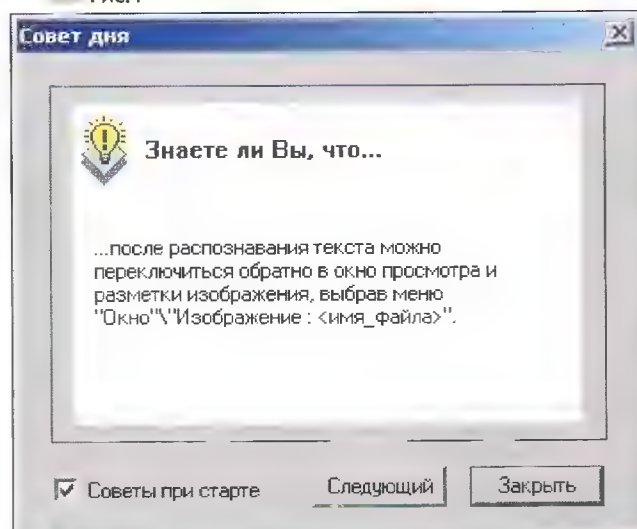 Совет дня
Знаете ли Вы, что...
...после распознавания текста можно
переключиться обратно в окно просмотра и
разметки изображения, выбрав меню
"Окно"\"Изображение : <имя_файла>".
Советы при старте
Следующий
Закрыть